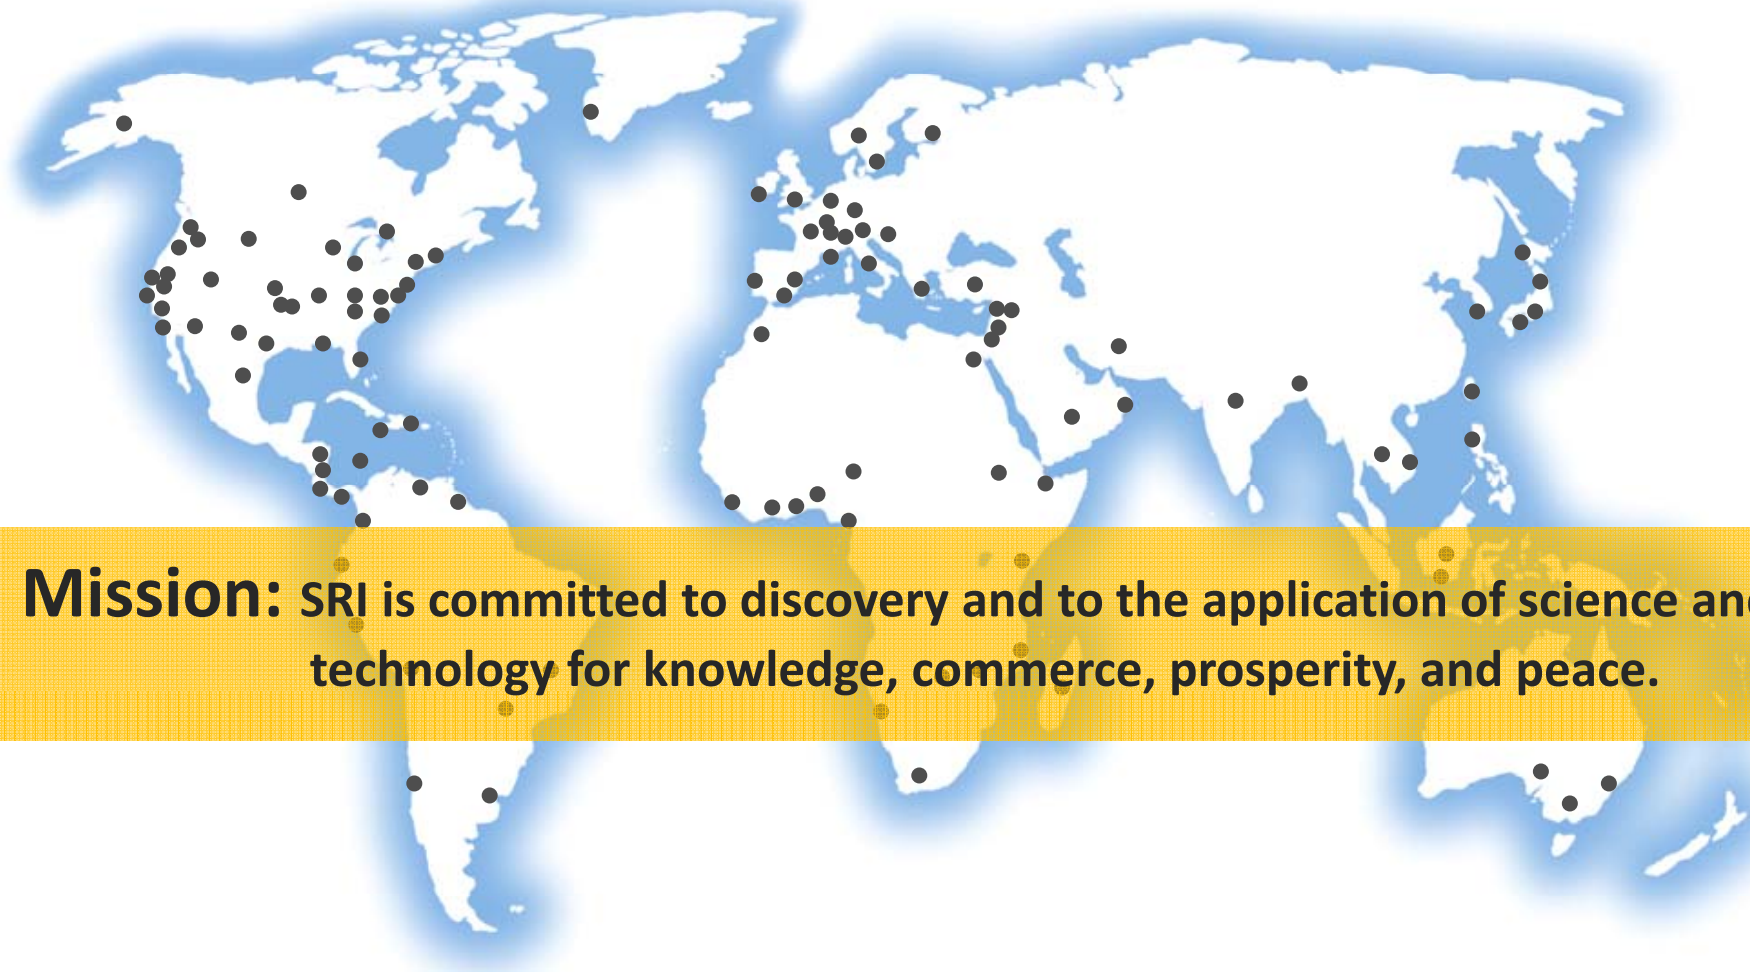 Mission: SRI is committed to discovery and to the application of science and
technology for knowledge, commerce, prosperity, and peace.